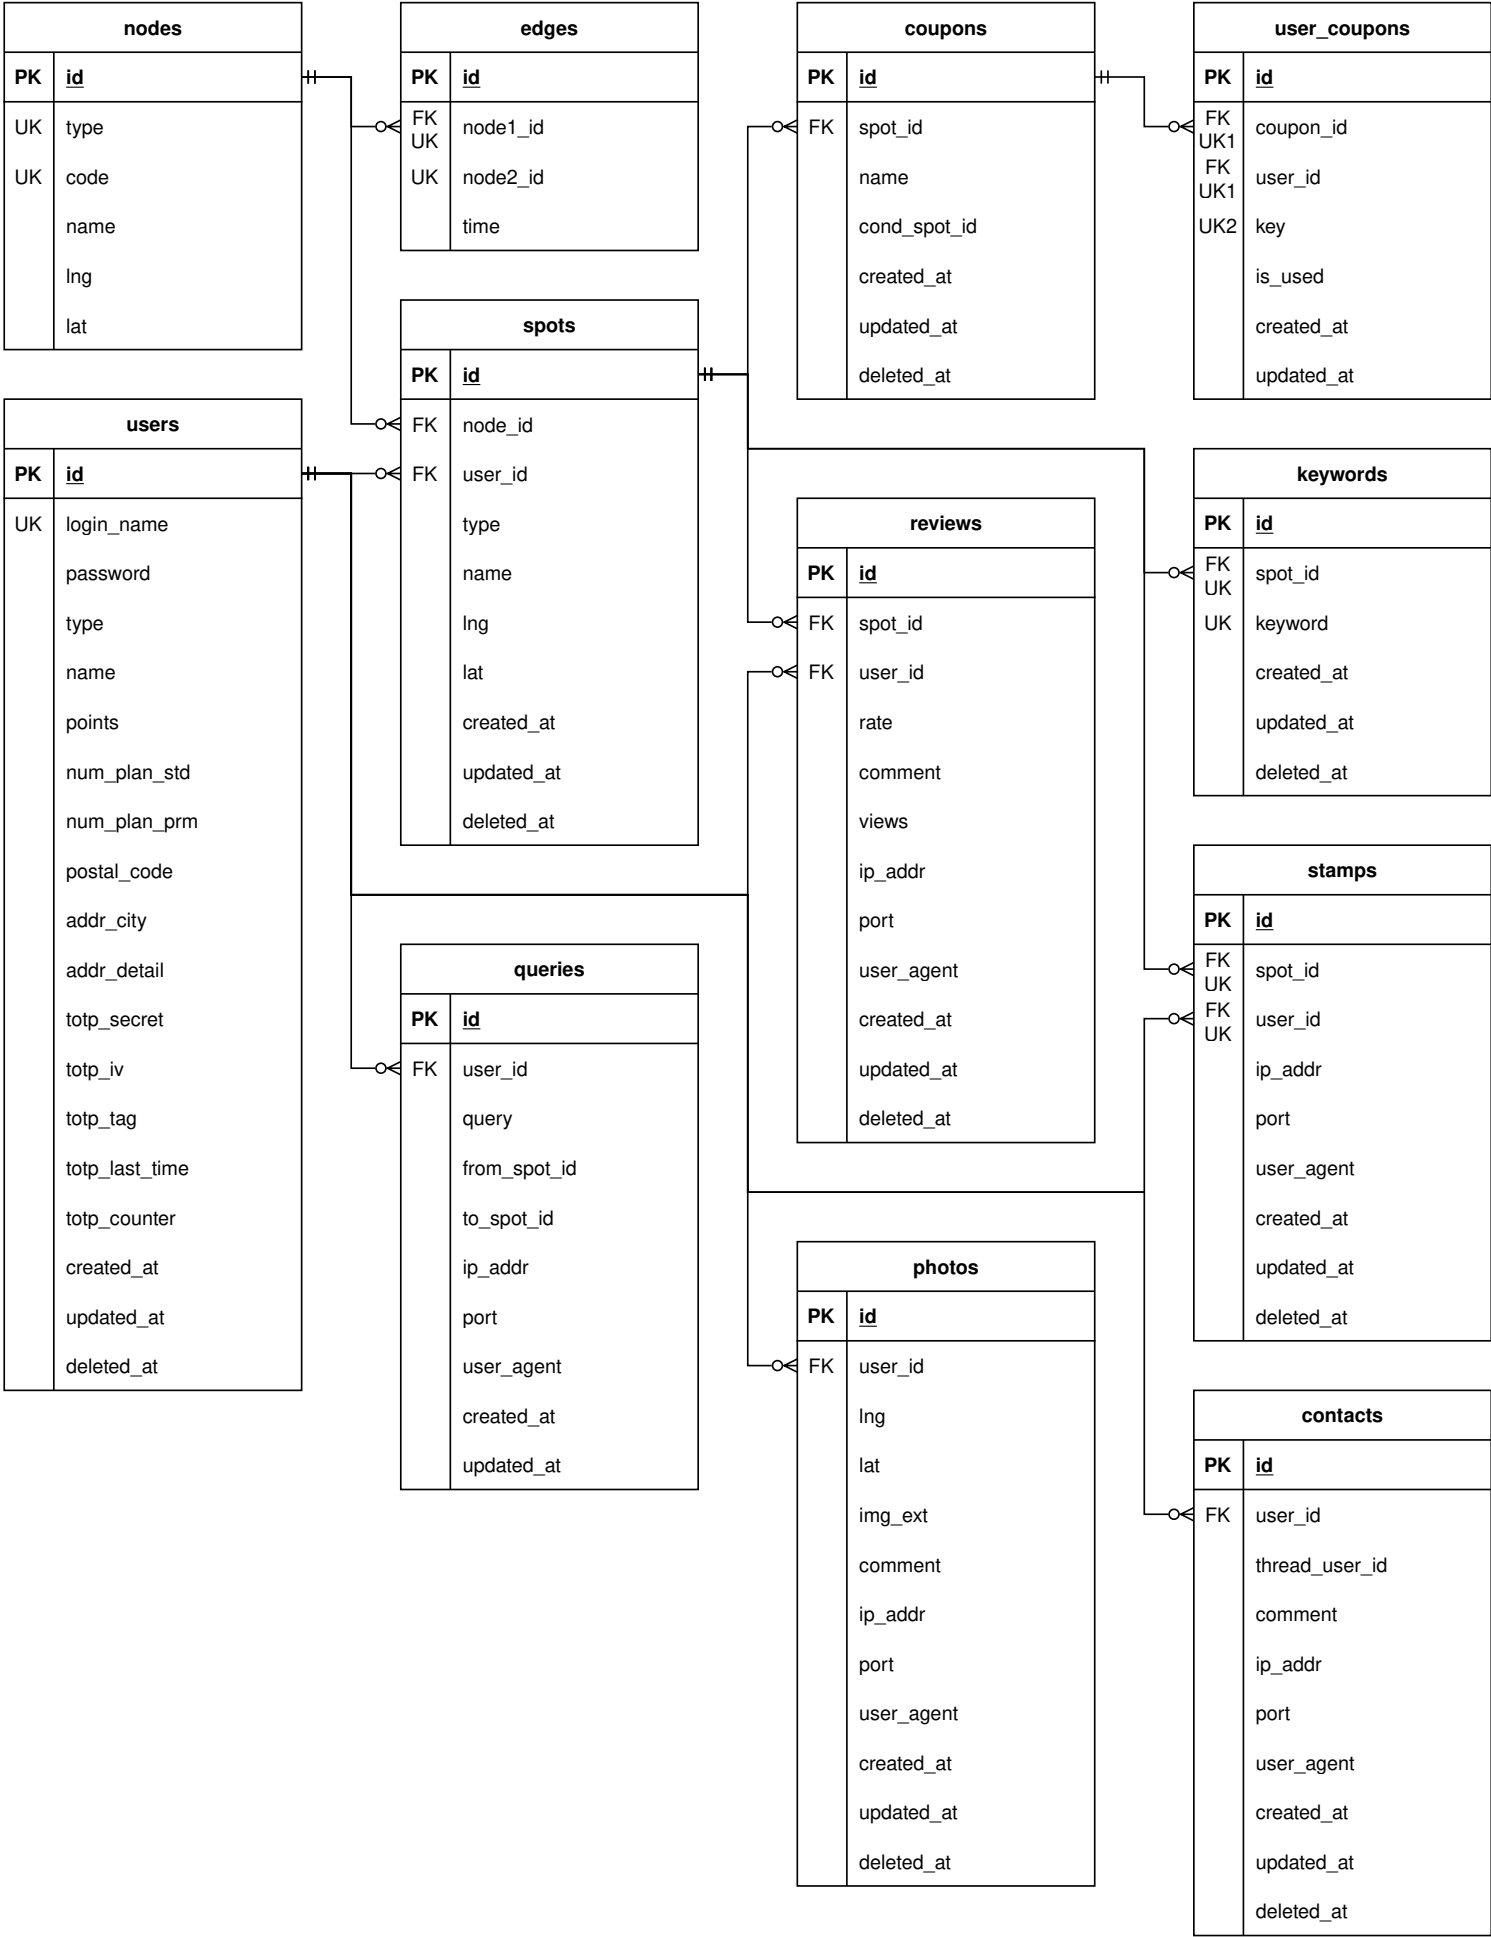 nodes
PK id
UK type
UK code
name
lng
lat
edges
PK id
FK
UK
node1_id
UK node2_id
time
coupons
PK id
FK spot_id
name
cond_spot_id
created_at
updated_at
deleted_at
user_coupons
PK id
FK
UK1
coupon_id
FK
UK1
user_id
UK2 key
is_used
created_at
updated_at
users
PK id
UK login_name
password
type
name
points
num_plan_std
num_plan_prm
postal_code
addr_city
addr_detail
totp_secret
totp_iv
totp_tag
totp_last_time
totp_counter
created_at
updated_at
deleted_at
spots
PK id
FK node_id
FK user_id
type
name
lng
lat
created_at
updated_at
deleted_at
reviews
PK id
FK spot_id
FK user_id
rate
comment
views
ip_addr
port
user_agent
created_at
updated_at
deleted_at
keywords
PK id
FK
UK
spot_id
UK keyword
created_at
updated_at
deleted_at
queries
PK id
FK user_id
query
from_spot_id
to_spot_id
ip_addr
port
user_agent
created_at
updated_at
stamps
PK id
FK
UK
spot_id
FK
UK
user_id
ip_addr
port
user_agent
created_at
updated_at
deleted_at
photos
PK id
FK user_id
lng
lat
img_ext
comment
ip_addr
port
user_agent
created_at
updated_at
deleted_at
contacts
PK id
FK user_id
thread_user_id
comment
ip_addr
port
user_agent
created_at
updated_at
deleted_at